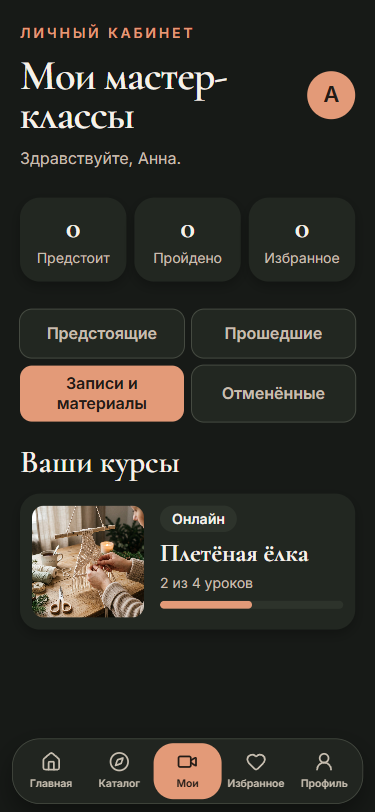 ЛИЧНЫЙ КАБИНЕТ
Мои мастер-
классы
А
Здравствуйте, Анна.
0 0 0
Предстоит Пройдено Избранное
Предстоящие Прошедшие
Записи и
материалы
Отменённые
Ваши курсы
Онлайн
Плетёная ёлка
2 из 4 уроков
Главная Каталог Мои Избранное Профиль